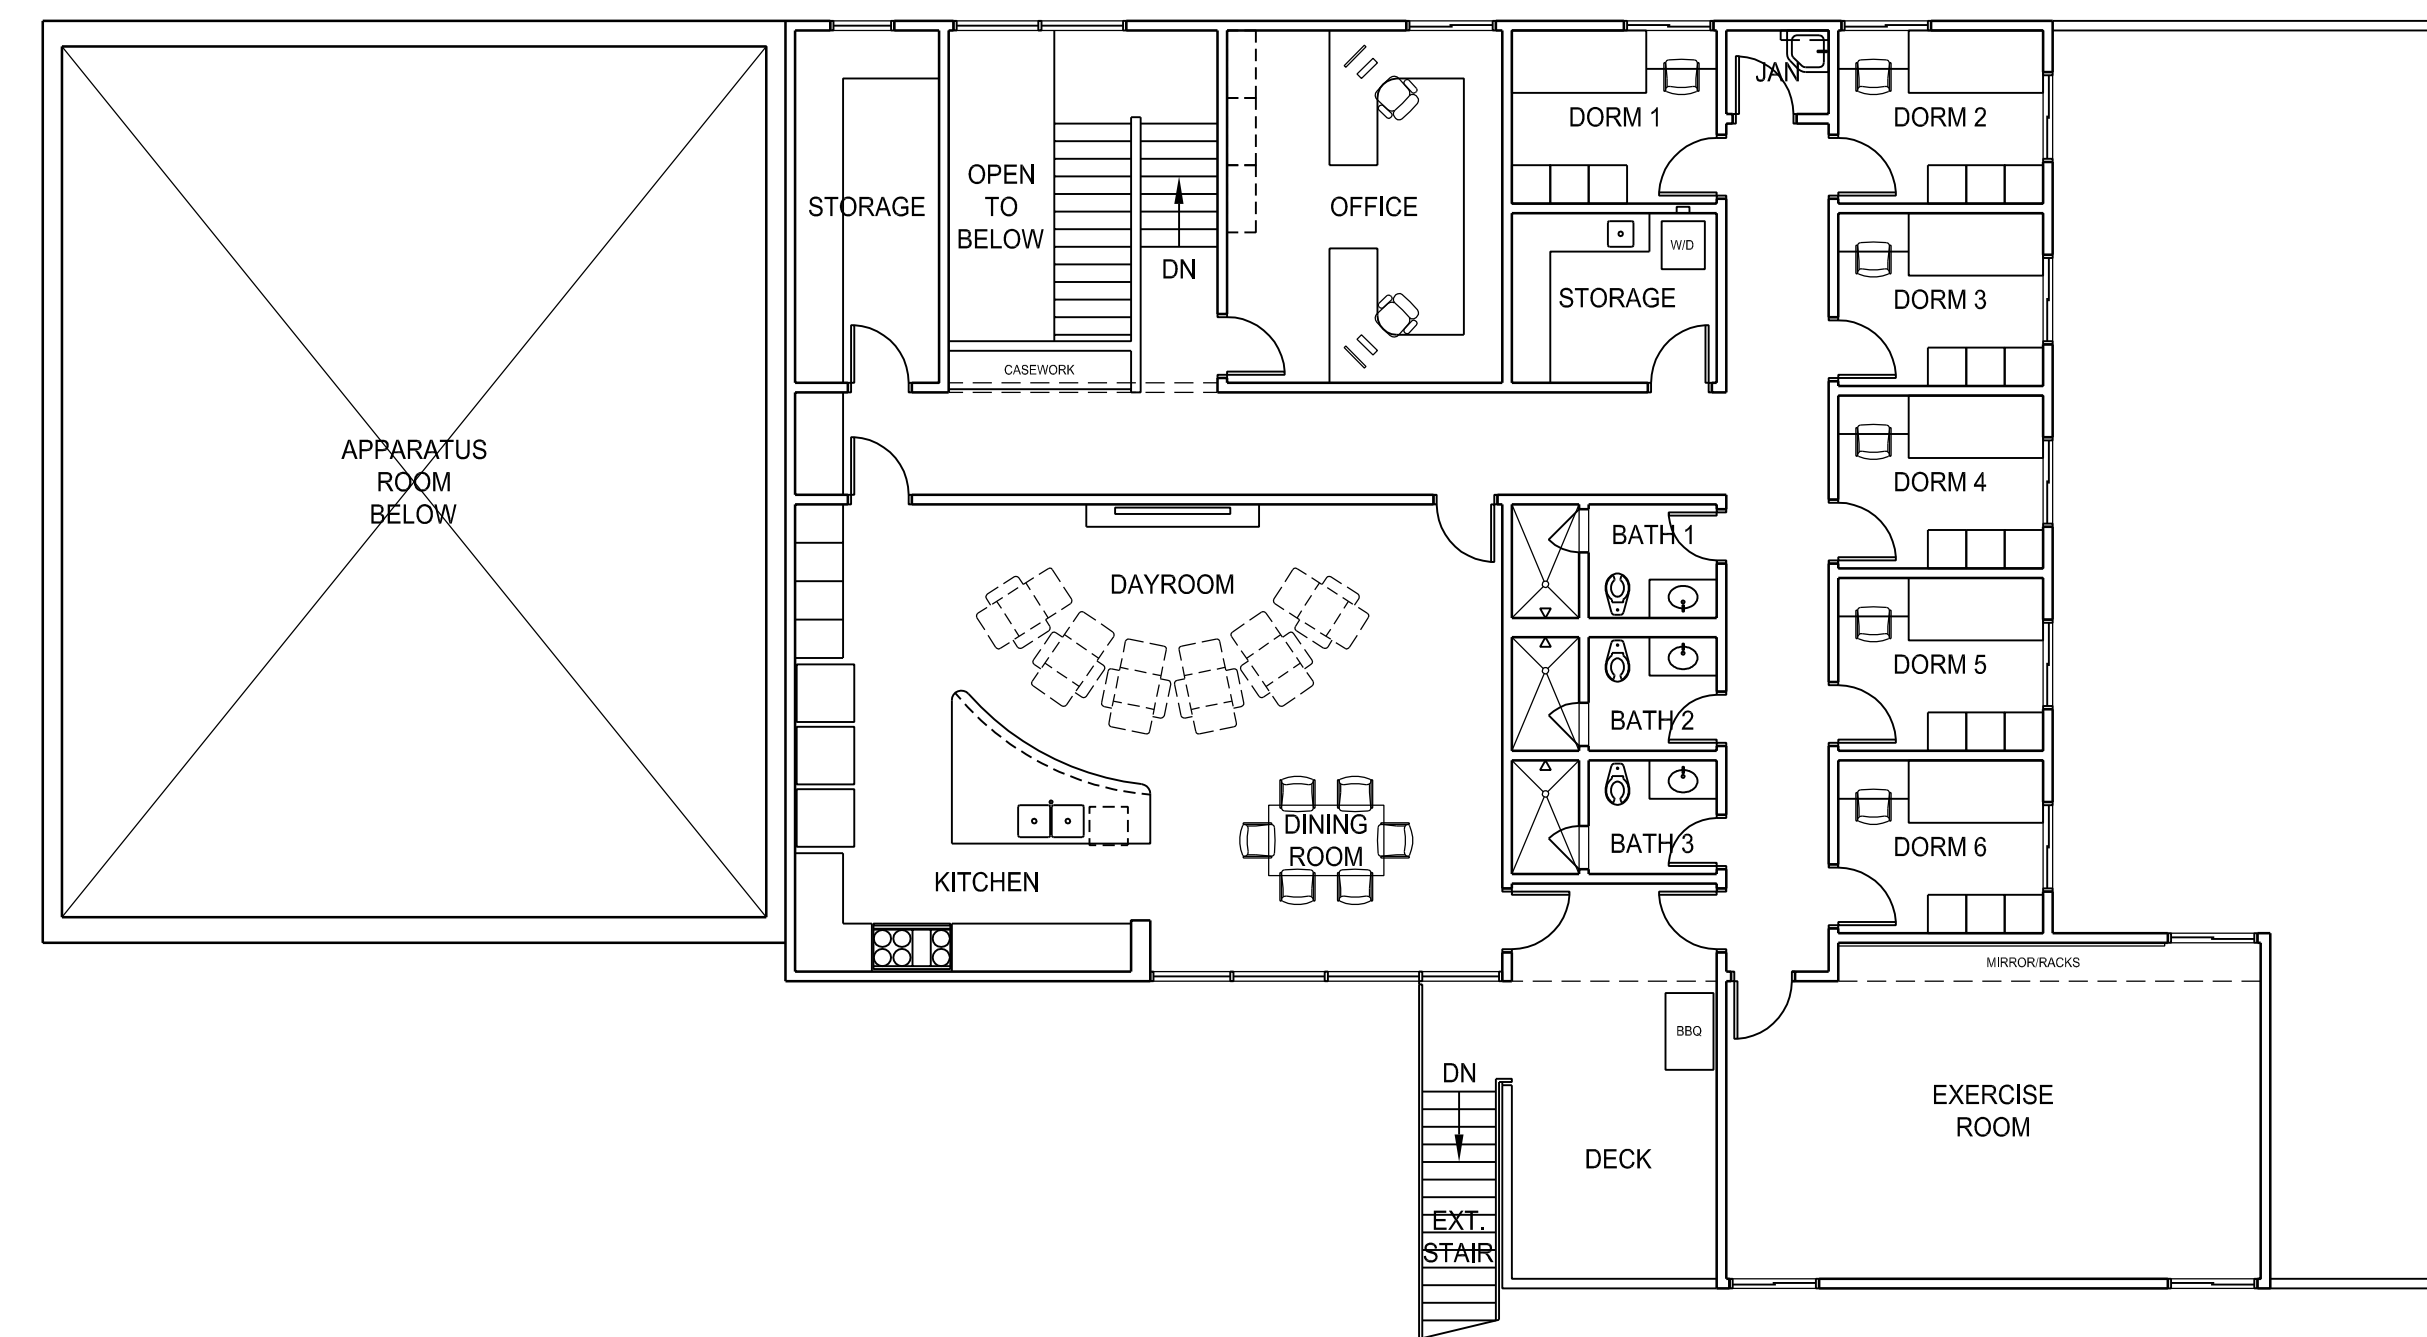 JAN
DORM 1
DORM 2
STORAGE
OPEN
TO
BELOW
OFFICE
W/D
DN
STORAGE
DORM 3
CASEWORK
APPARATUS
ROOM
BELOW
DORM 4
BATH 1
DAYROOM
DORM 5
BATH 2
DINING
ROOM
BATH 3
DORM 6
KITCHEN
MIRROR/RACKS
BBQ
DN
EXERCISE
ROOM
DECK
EXT.
STAIR